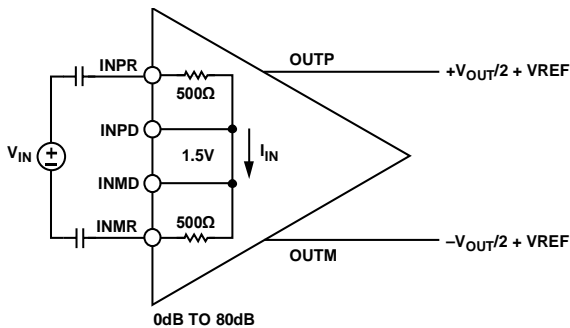 INPR
OUTP
+VOUT/2 + VREF
500Ω
INPD
VIN
1.5V
IIN
INMD
INMR
500Ω
OUTM
–VOUT/2 + VREF
0dB TO 80dB